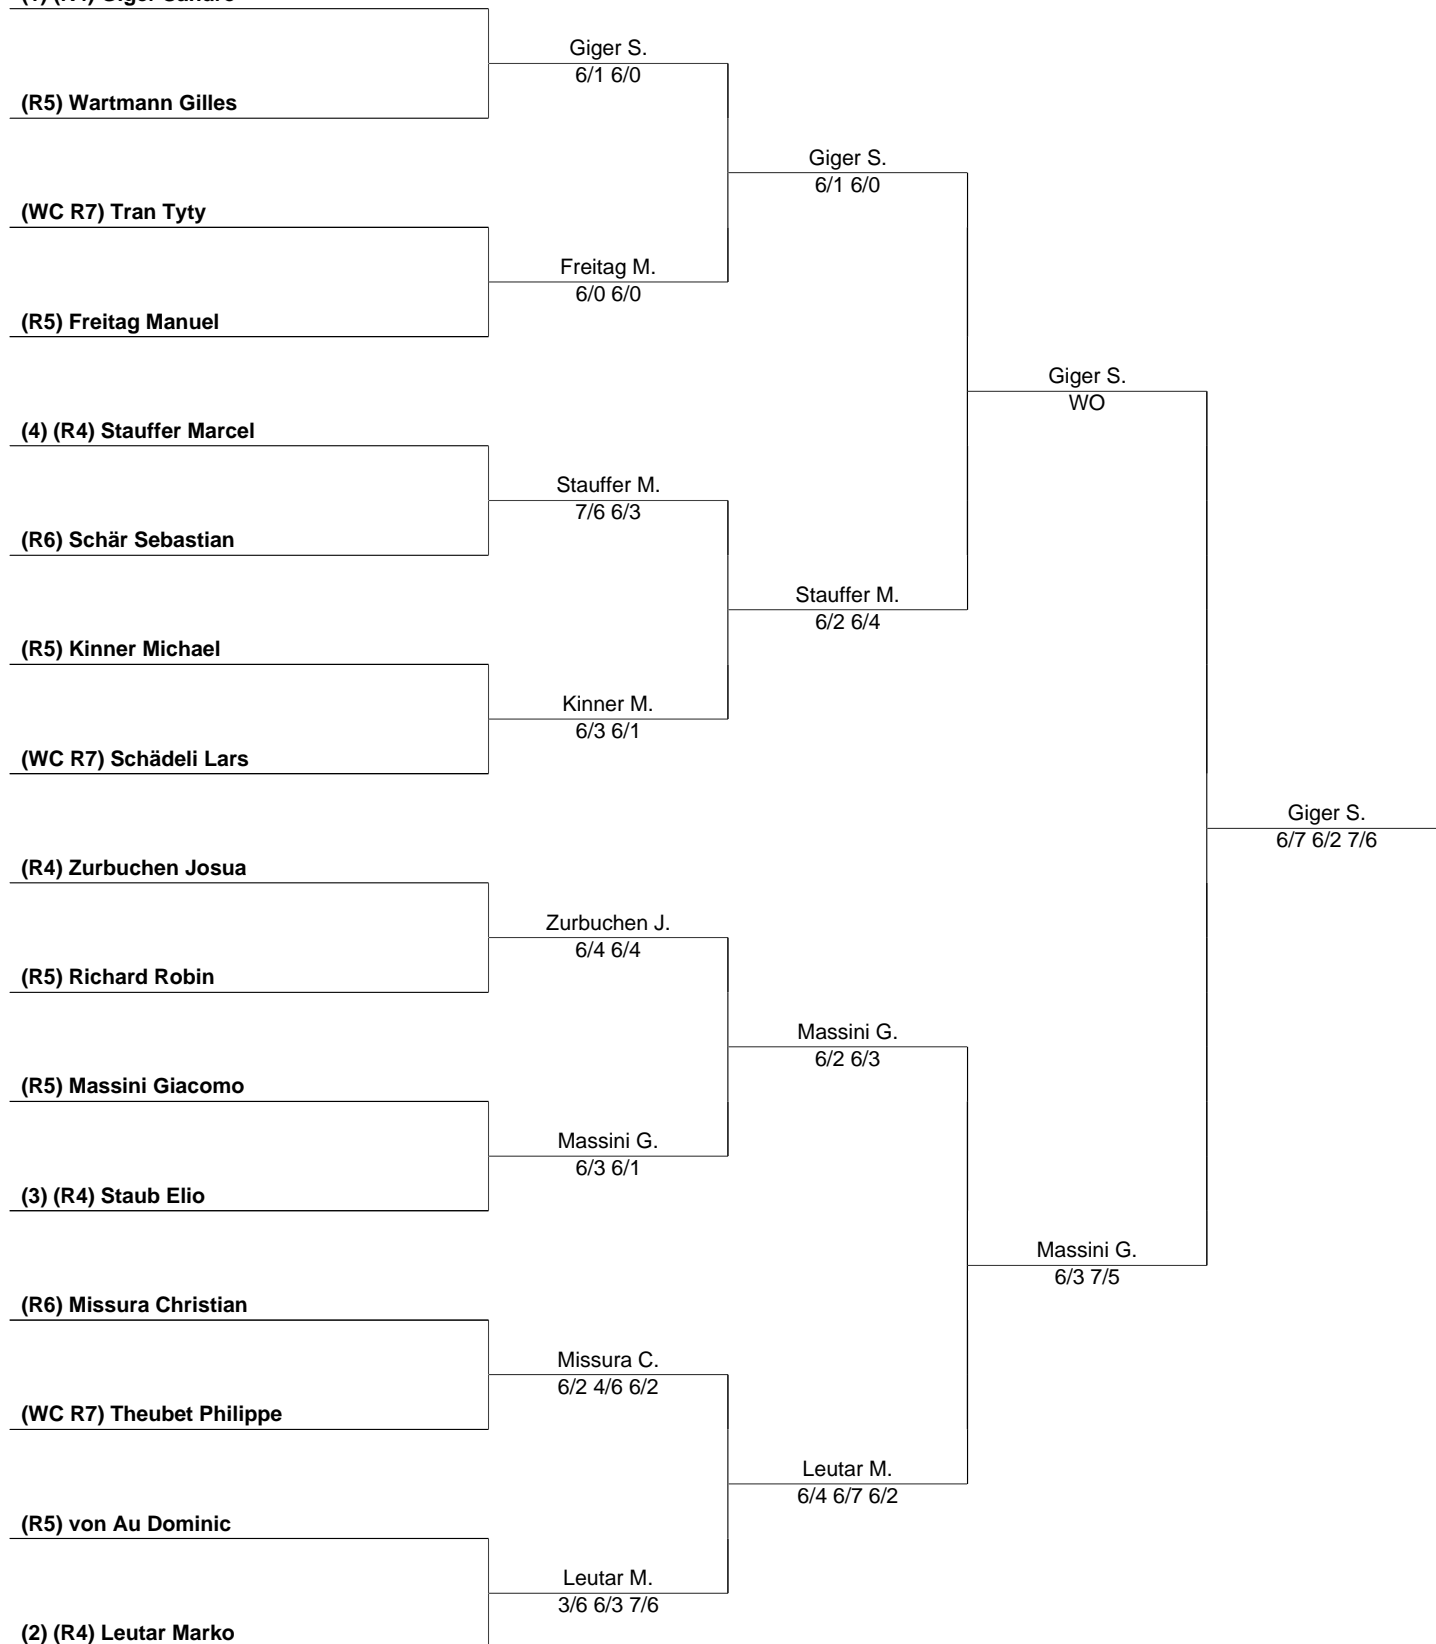 (R5) Wartmann Gilles
(WC R7) Tran Tyty
(R5) Freitag Manuel
(4) (R4) Stauffer Marcel
(R6) Schär Sebastian
(R5) Kinner Michael
(WC R7) Schädeli Lars
(R4) Zurbuchen Josua
(R5) Richard Robin
(R5) Massini Giacomo
(3) (R4) Staub Elio
(R6) Missura Christian
(WC R7) Theubet Philippe
(R5) von Au Dominic
(2) (R4) Leutar Marko
Giger S.
6/1 6/0
Freitag M.
6/0 6/0
Stauffer M.
7/6 6/3
Kinner M.
6/3 6/1
Zurbuchen J.
6/4 6/4
Massini G.
6/3 6/1
Missura C.
6/2 4/6 6/2
Leutar M.
3/6 6/3 7/6
Giger S.
6/1 6/0
Stauffer M.
6/2 6/4
Massini G.
6/2 6/3
Leutar M.
6/4 6/7 6/2
Giger S.
WO
Massini G.
6/3 7/5
Giger S.
6/7 6/2 7/6